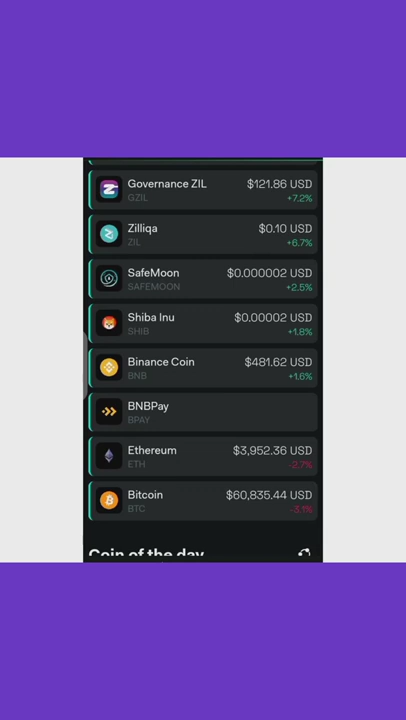 Governance ZIL $121.86 USD
GZIL +7.2%
Zilliqa $0.10 USD
ZIL +6.7%
SafeMoon $0.000002 USD
SAFEMOON +2.5%
Shiba Inu $0.00002 USD
SHIB +1.8%
Binance Coin $481.62 USD
BNB +1.6%
BNBPay
BPAY
Ethereum $3,952.36 USD
ETH -2.7%
Bitcoin $60,835.44 USD
BTC -3.1%
Coin of the day